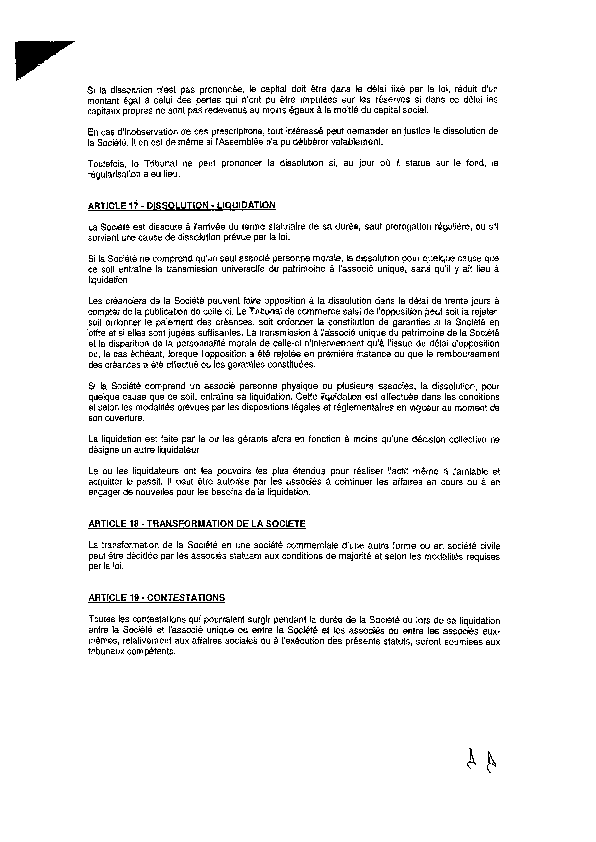 Si la dissolution n'est pas prononcée, le capital doit être dans le délai fixé par la loi, réduit d'un
montant égal à celui des pertes qui n'ont pu être imputées sur les réserves si dans ce délai les
capitaux propres ne sont pas redevenus au moins égaux à la moitié du capital social.
En cas d'inobservation de ces prescriptions, tout intéressé peut demander en justice la dissolution de
la Société. Il en est de même si l'Assemblée n'a pu délibérer valablement.
Toutefois, le Tribunal ne peut prononcer la dissolution si, au jour où il statue sur le fond, la
régularisation a eu lieu.
ARTICLE 17 - DISSOLUTION - LIQUIDATION
La Société est dissoute à l'arrivée du terme statutaire de sa durée, sauf prorogation régulière, ou s'il
survient une cause de dissolution prévue par la loi.
Si la Société ne comprend qu'un seul associé personne morale, la dissolution pour quelque cause que
ce soit entraîne la transmission universelle du patrimoine à l'associé unique, sans qu'il y ait lieu à
liquidation
Les créanciers de la Société peuvent faire opposition à la dissolution dans le délai de trente jours à
compter de la publication de celle-ci. Le Tribunal de commerce saisi de l'opposition peut soit la rejeter
soit ordonner le paiement des créances, soit ordonner la constitution de garanties si la Société en
offre et si elles sont jugées suffisantes. La transmission à l'associé unique du patrimoine de la Société
et la disparition de la personnalité morale de celle-ci n'interviennent qu'à l'issue de délai d'opposition
ou, le cas échéant, lorsque l'opposition a été rejetée en première instance ou que le remboursement
des créances a été effectué ou les garanties constituées.
Si la Société comprend un associé personne physique ou plusieurs associés, la dissolution, pour
quelque cause que ce soit, entraîne sa liquidation. Cette liquidation est effectuée dans les conditions
et selon les modalités prévues par les dispositions légales et réglementaires en vigueur au moment de
son ouverture.
La liquidation est faite par le ou les gérants alors en fonction à moins qu'une décision collective ne
désigne un autre liquidateur
Le ou les liquidateurs ont les pouvoirs les plus étendus pour réaliser l'actif même à l'amiable et
acquitter le passif. Il peut être autorisé par les associés à continuer les affaires en cours ou à en
engager de nouvelles pour les besoins de la liquidation.
ARTICLE 18 - TRANSFORMATION DE LA SOCIETE
La transformation de la Société en une société commerciale d'une autre forme ou en société civile
peut être décidée par les associés statuant aux conditions de majorité et selon les modalités requises
par la loi.
ARTICLE 19 - CONTESTATIONS
Toutes les contestations qui pourraient surgir pendant la durée de la Société ou lors de sa liquidation
entre la Société et l'associé unique ou entre la Société et les associés ou entre les associés eux-
mêmes, relativement aux affaires sociales ou à l'exécution des présents statuts, seront soumises aux
tribunaux compétents.